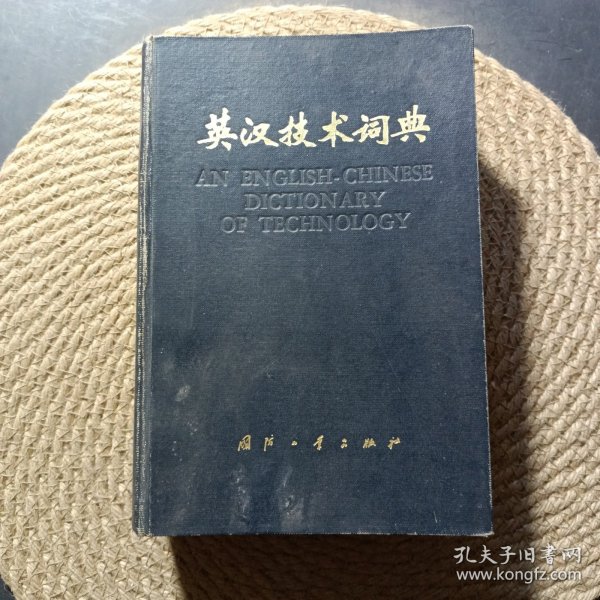 英汉技术词典
AN ENGLISH-CHINESE
DICTIONARY
OF TECHNOLOGY
国防工业出版社
孔夫子旧书网
www.kongfz.com